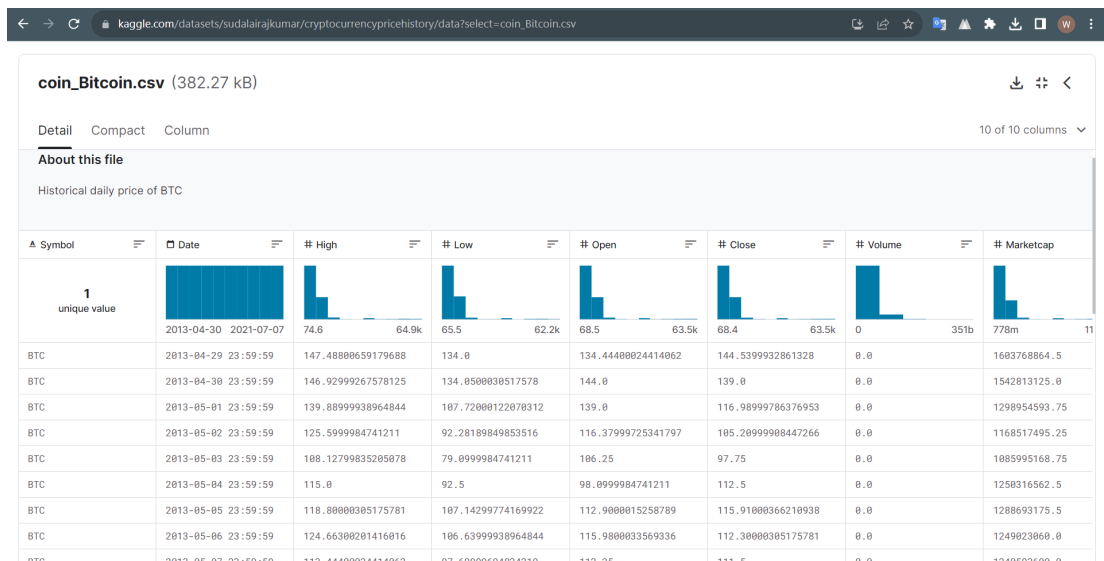 kaggle.com/datasets/sudalairajkumar/cryptocurrencypricehistory/data?select=coin_Bitcoin.csv W
coin_Bitcoin.csv (382.27 kB)
Detail Compact Column 10 of 10 columns
About this file
Historical daily price of BTC
A Symbol Date # High # Low # Open # Close # Volume # Marketcap
1
unique value
2013-04-30 2021-07-07 74.6 64.9k 65.5 62.2k 68.5 63.5k 68.4 63.5k 0 351b 778m 11
BTC 2013-04-29 23:59:59 147.48800659179688 134.0 134.44400024414062 144.5399932861328 0.0 1603768864.5
BTC 2013-04-30 23:59:59 146.92999267578125 134.0500030517578 144.0 139.0 0.0 1542813125.0
BTC 2013-05-01 23:59:59 139.88999938964844 107.72000122070312 139.0 116.98999786376953 0.0 1298954593.75
BTC 2013-05-02 23:59:59 125.5999984741211 92.28189849853516 116.37999725341797 105.20999908447266 0.0 1168517495.25
BTC 2013-05-03 23:59:59 108.12799835205078 79.0999984741211 106.25 97.75 0.0 1085995168.75
BTC 2013-05-04 23:59:59 115.0 92.5 98.0999984741211 112.5 0.0 1250316562.5
BTC 2013-05-05 23:59:59 118.80000305175781 107.14299774169922 112.9000015258789 115.91000366210938 0.0 1288693175.5
BTC 2013-05-06 23:59:59 124.66300201416016 106.63999938964844 115.9800033569336 112.30000305175781 0.0 1249023060.0